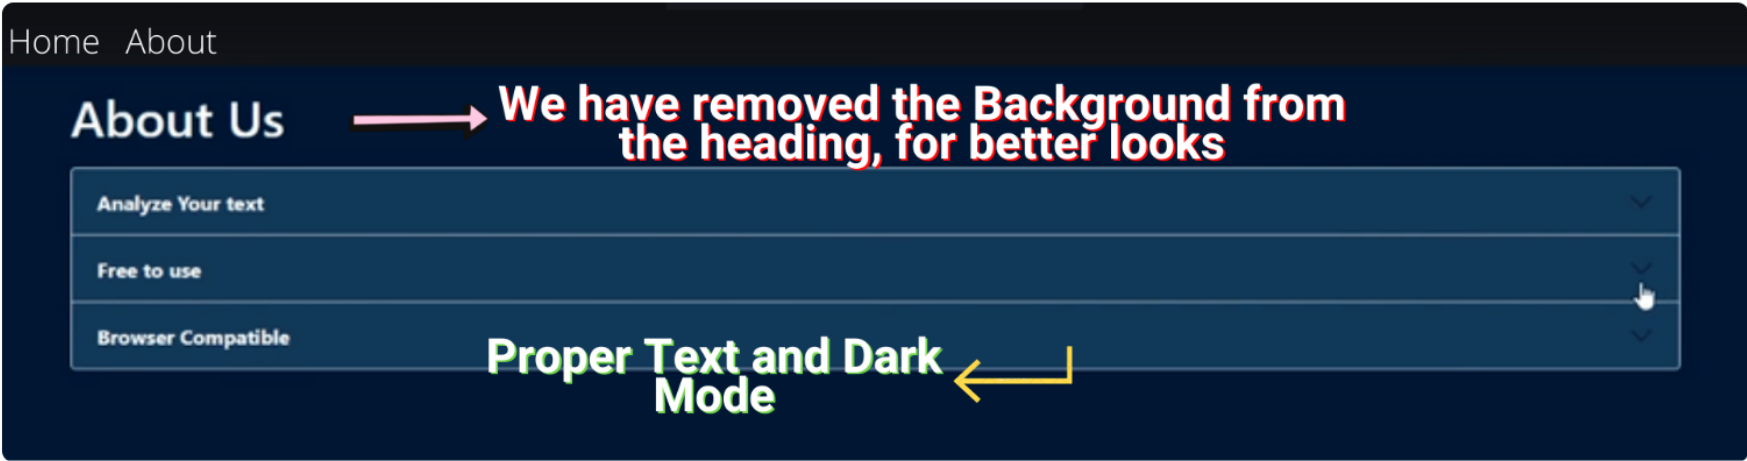 Home About
About Us
We have removed the Background from
the heading, for better looks
Analyze Your text
Free to use
Browser Compatible
Proper Text and Dark
Mode